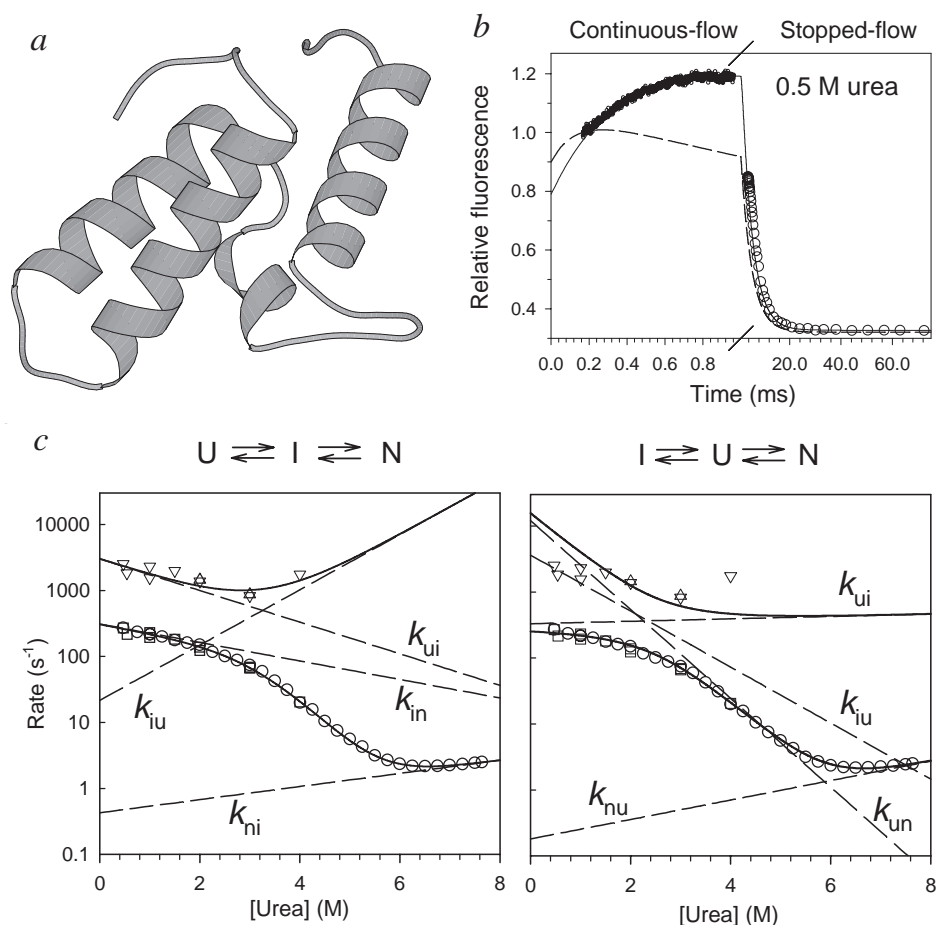 a
b
Continuous-flow
Stopped-flow
0.5 M urea
Relative fluorescence
1.2
1.0
0.8
0.6
0.4
0.0 0.2 0.4 0.6 0.8 20.0 40.0 60.0
Time (ms)
c
U ⇌ I ⇌ N
I ⇌ U ⇌ N
Rate (s⁻¹)
10000
1000
100
10
1
0.1
kui
kin
kiu
kni
0 2 4 6 8
[Urea] (M)
kui
kiu
knu
kun
0 2 4 6 8
[Urea] (M)